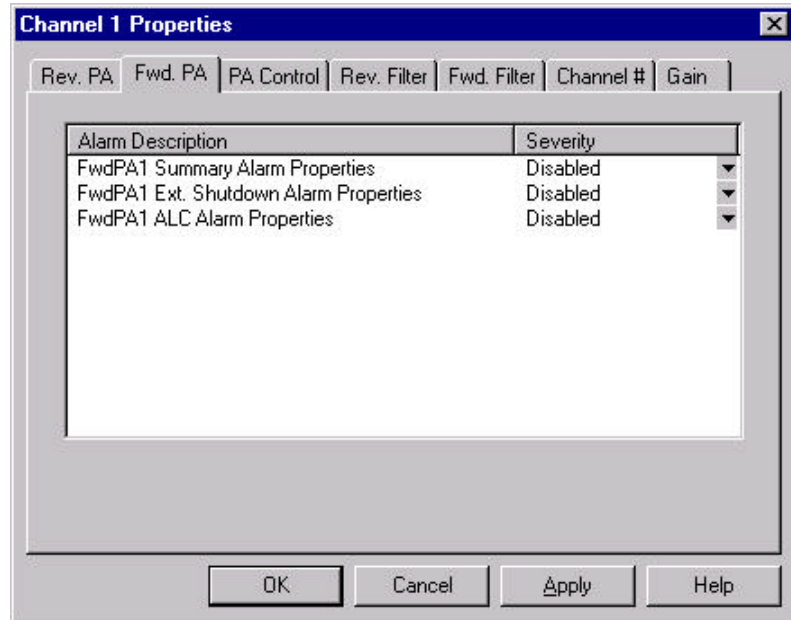 Channel 1 Properties
Rev. PA Fwd. PA PA Control Rev. Filter Fwd. Filter Channel # Gain
Alarm Description Severity
FwdPA1 Summary Alarm Properties Disabled
FwdPA1 Ext. Shutdown Alarm Properties Disabled
FwdPA1 ALC Alarm Properties Disabled
OK Cancel Apply Help